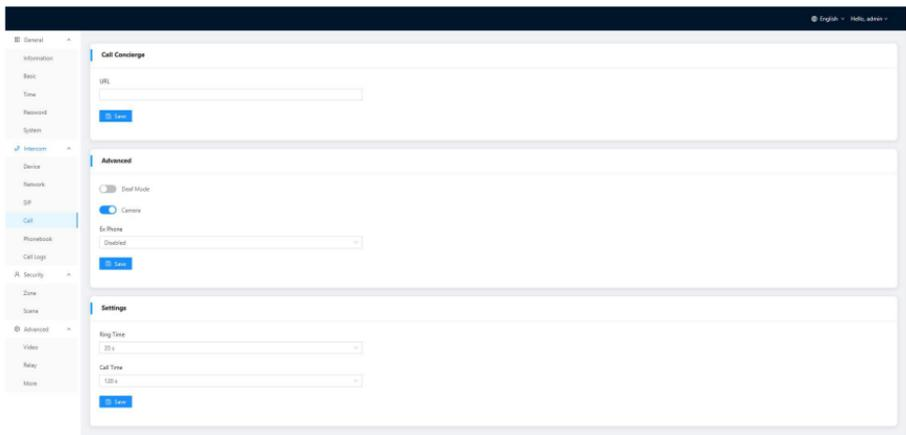 English Hello, admin
General
Information
Basic
Time
Password
System
Intercom
Device
Network
SIP
Call
Phonebook
Call Logs
Security
Zone
Scene
Advanced
Video
Relay
More
Call Concierge
URL
Save
Advanced
Deaf Mode
Camera
Ex Phone
Disabled
Save
Settings
Ring Time
35 s
Call Time
120 s
Save